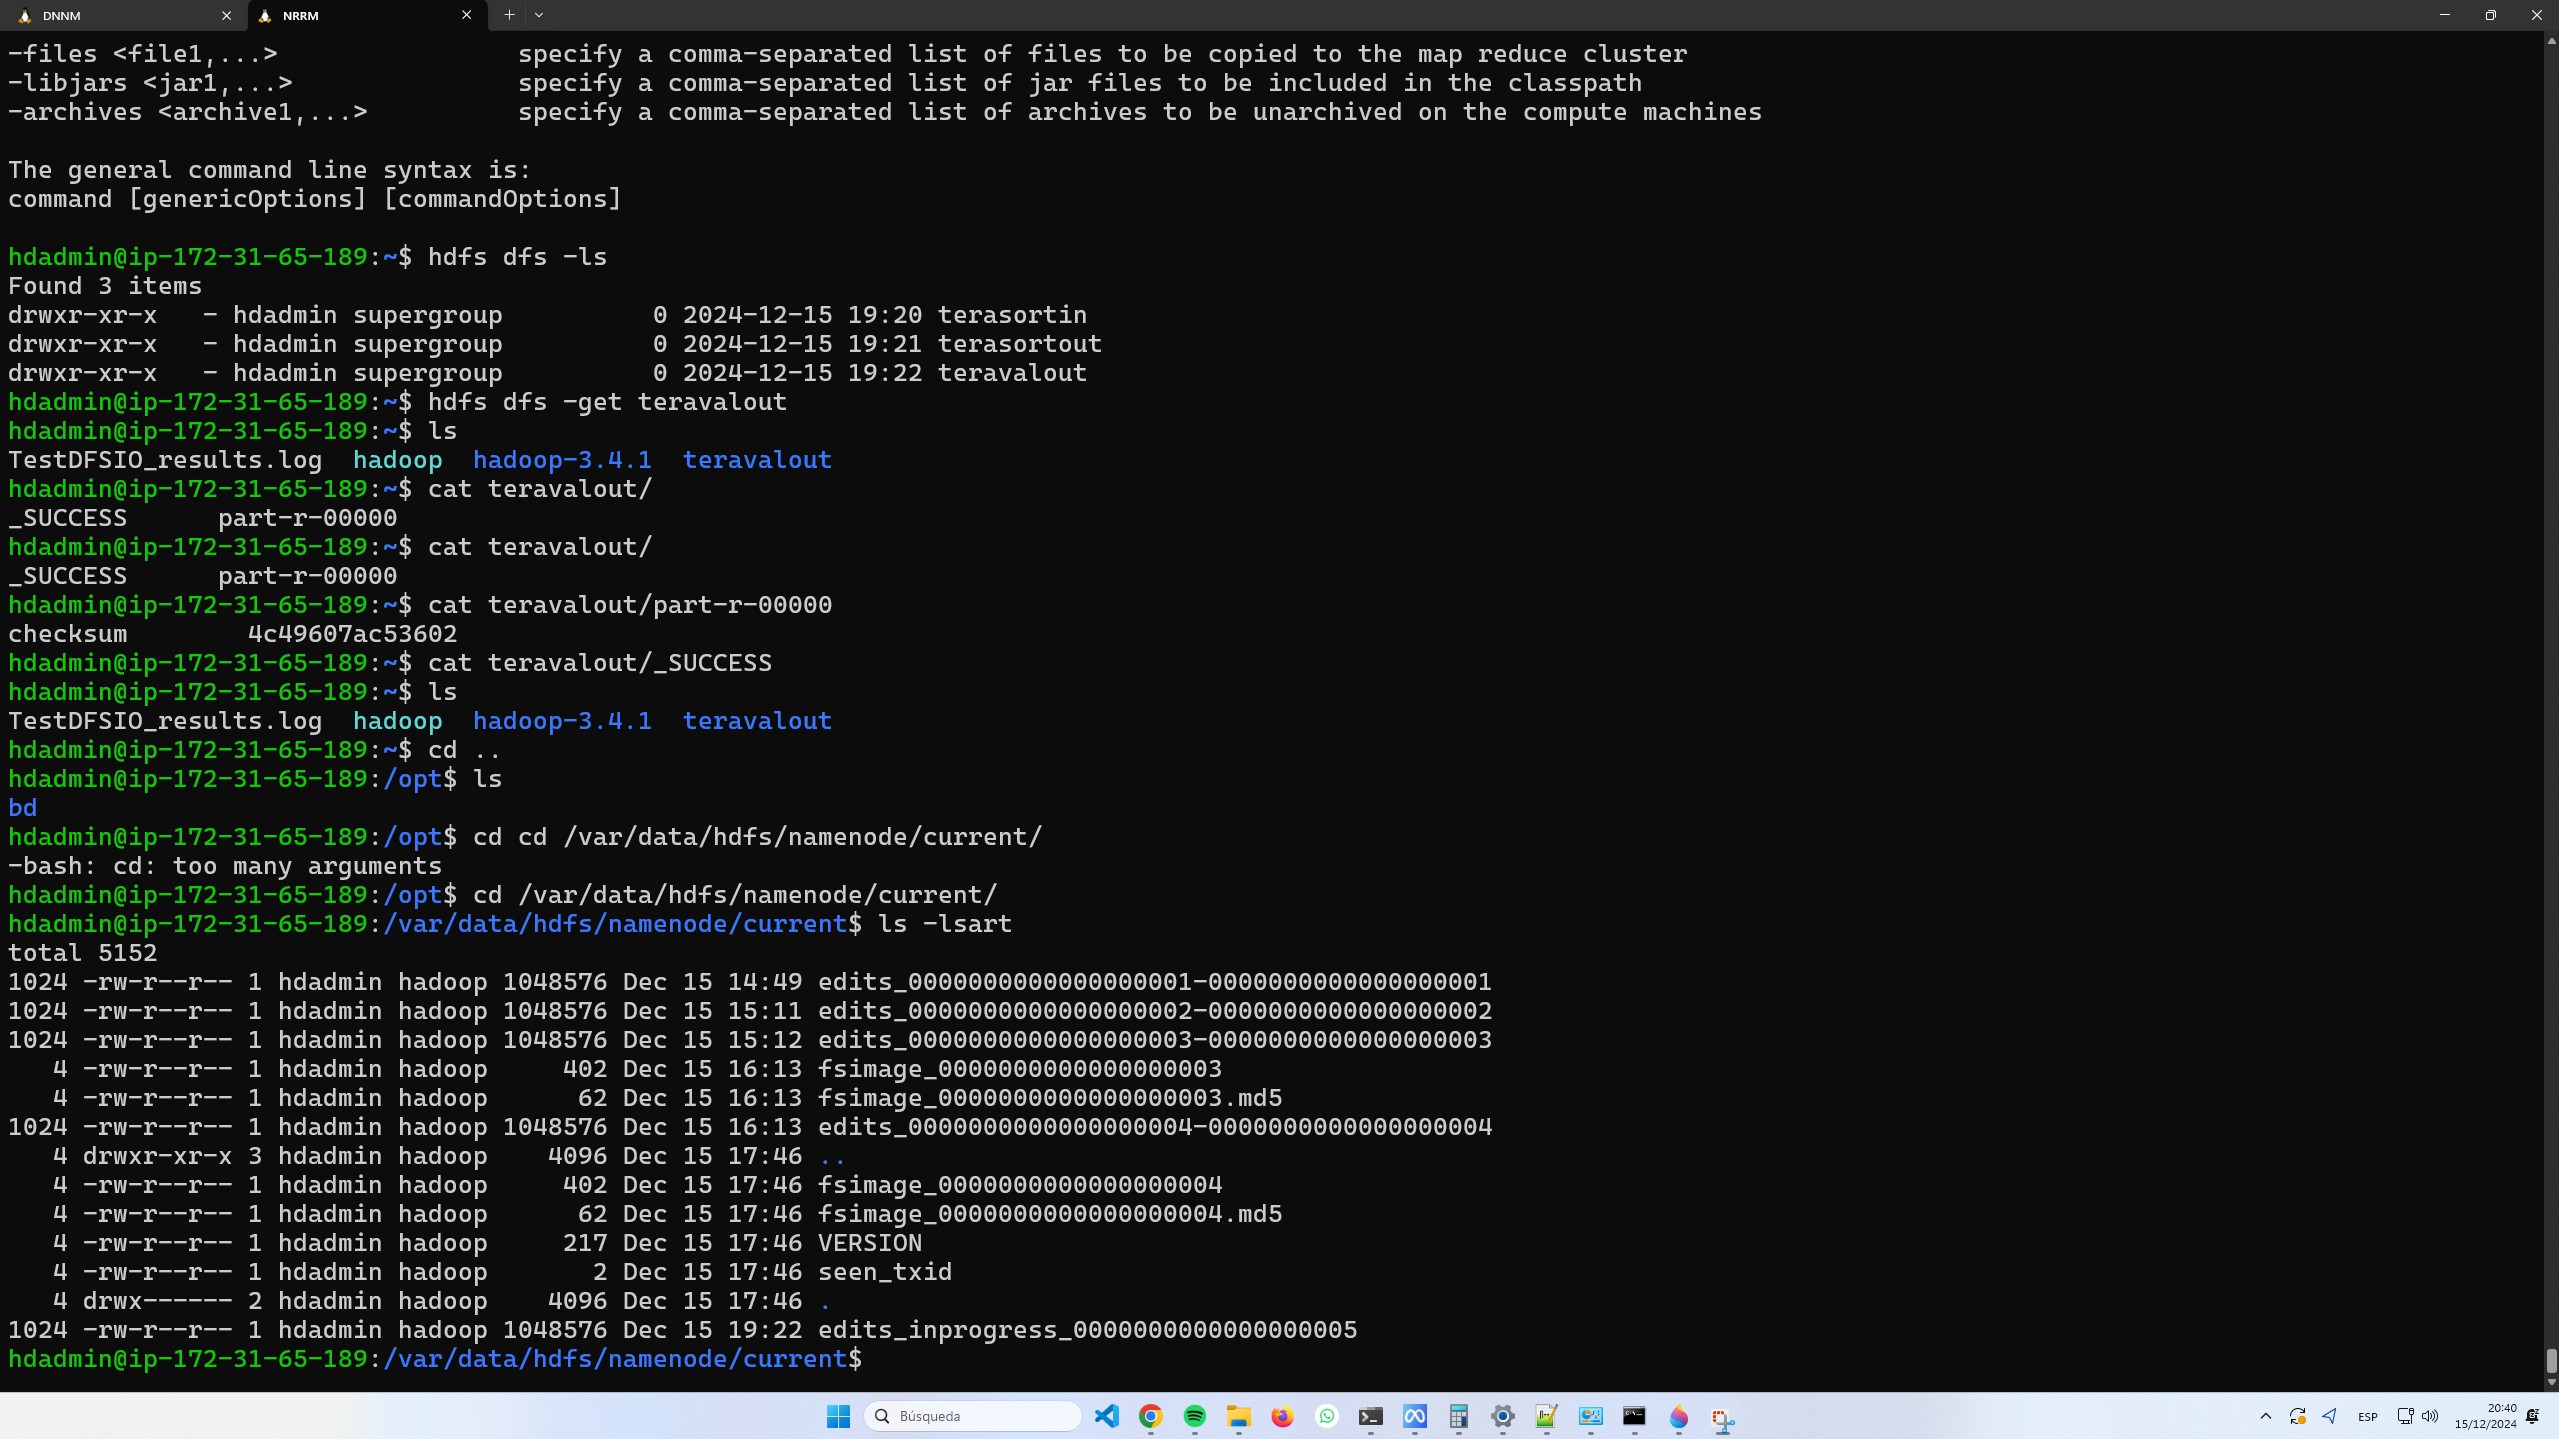 DNNM
NRRM
-files <file1,...>                specify a comma-separated list of files to be copied to the map reduce cluster
-libjars <jar1,...>               specify a comma-separated list of jar files to be included in the classpath
-archives <archive1,...>          specify a comma-separated list of archives to be unarchived on the compute machines
The general command line syntax is:
command [genericOptions] [commandOptions]
hdadmin@ip-172-31-65-189:~$ hdfs dfs -ls
Found 3 items
drwxr-xr-x   - hdadmin supergroup          0 2024-12-15 19:20 terasortin
drwxr-xr-x   - hdadmin supergroup          0 2024-12-15 19:21 terasortout
drwxr-xr-x   - hdadmin supergroup          0 2024-12-15 19:22 teravalout
hdadmin@ip-172-31-65-189:~$ hdfs dfs -get teravalout
hdadmin@ip-172-31-65-189:~$ ls
TestDFSIO_results.log  hadoop  hadoop-3.4.1  teravalout
hdadmin@ip-172-31-65-189:~$ cat teravalout/
_SUCCESS      part-r-00000
hdadmin@ip-172-31-65-189:~$ cat teravalout/
_SUCCESS      part-r-00000
hdadmin@ip-172-31-65-189:~$ cat teravalout/part-r-00000
checksum        4c49607ac53602
hdadmin@ip-172-31-65-189:~$ cat teravalout/_SUCCESS
hdadmin@ip-172-31-65-189:~$ ls
TestDFSIO_results.log  hadoop  hadoop-3.4.1  teravalout
hdadmin@ip-172-31-65-189:~$ cd ..
hdadmin@ip-172-31-65-189:/opt$ ls
bd
hdadmin@ip-172-31-65-189:/opt$ cd cd /var/data/hdfs/namenode/current/
-bash: cd: too many arguments
hdadmin@ip-172-31-65-189:/opt$ cd /var/data/hdfs/namenode/current/
hdadmin@ip-172-31-65-189:/var/data/hdfs/namenode/current$ ls -lsart
total 5152
1024 -rw-r--r-- 1 hdadmin hadoop 1048576 Dec 15 14:49 edits_0000000000000000001-0000000000000000001
1024 -rw-r--r-- 1 hdadmin hadoop 1048576 Dec 15 15:11 edits_0000000000000000002-0000000000000000002
1024 -rw-r--r-- 1 hdadmin hadoop 1048576 Dec 15 15:12 edits_0000000000000000003-0000000000000000003
   4 -rw-r--r-- 1 hdadmin hadoop     402 Dec 15 16:13 fsimage_0000000000000000003
   4 -rw-r--r-- 1 hdadmin hadoop      62 Dec 15 16:13 fsimage_0000000000000000003.md5
1024 -rw-r--r-- 1 hdadmin hadoop 1048576 Dec 15 16:13 edits_0000000000000000004-0000000000000000004
   4 drwxr-xr-x 3 hdadmin hadoop    4096 Dec 15 17:46 ..
   4 -rw-r--r-- 1 hdadmin hadoop     402 Dec 15 17:46 fsimage_0000000000000000004
   4 -rw-r--r-- 1 hdadmin hadoop      62 Dec 15 17:46 fsimage_0000000000000000004.md5
   4 -rw-r--r-- 1 hdadmin hadoop     217 Dec 15 17:46 VERSION
   4 -rw-r--r-- 1 hdadmin hadoop       2 Dec 15 17:46 seen_txid
   4 drwx------ 2 hdadmin hadoop    4096 Dec 15 17:46 .
1024 -rw-r--r-- 1 hdadmin hadoop 1048576 Dec 15 19:22 edits_inprogress_0000000000000000005
hdadmin@ip-172-31-65-189:/var/data/hdfs/namenode/current$
Búsqueda
ESP
20:40
15/12/2024